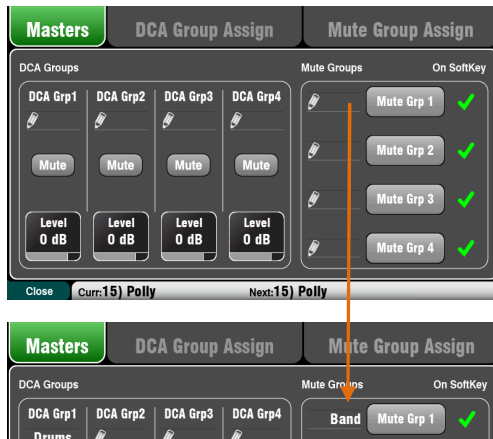 Masters DCA Group Assign Mute Group Assign
DCA Groups Mute Groups On SoftKey
DCA Grp1 DCA Grp2 DCA Grp3 DCA Grp4 Mute Grp 1
Mute Grp 2
Mute Mute Mute Mute
Mute Grp 3
Level Level Level Level
0 dB 0 dB 0 dB 0 dB Mute Grp 4
Close Curr:15) Polly Next:15) Polly
Masters DCA Group Assign Mute Group Assign
DCA Groups Mute Groups On SoftKey
DCA Grp1 DCA Grp2 DCA Grp3 DCA Grp4 Band Mute Grp 1
Drums